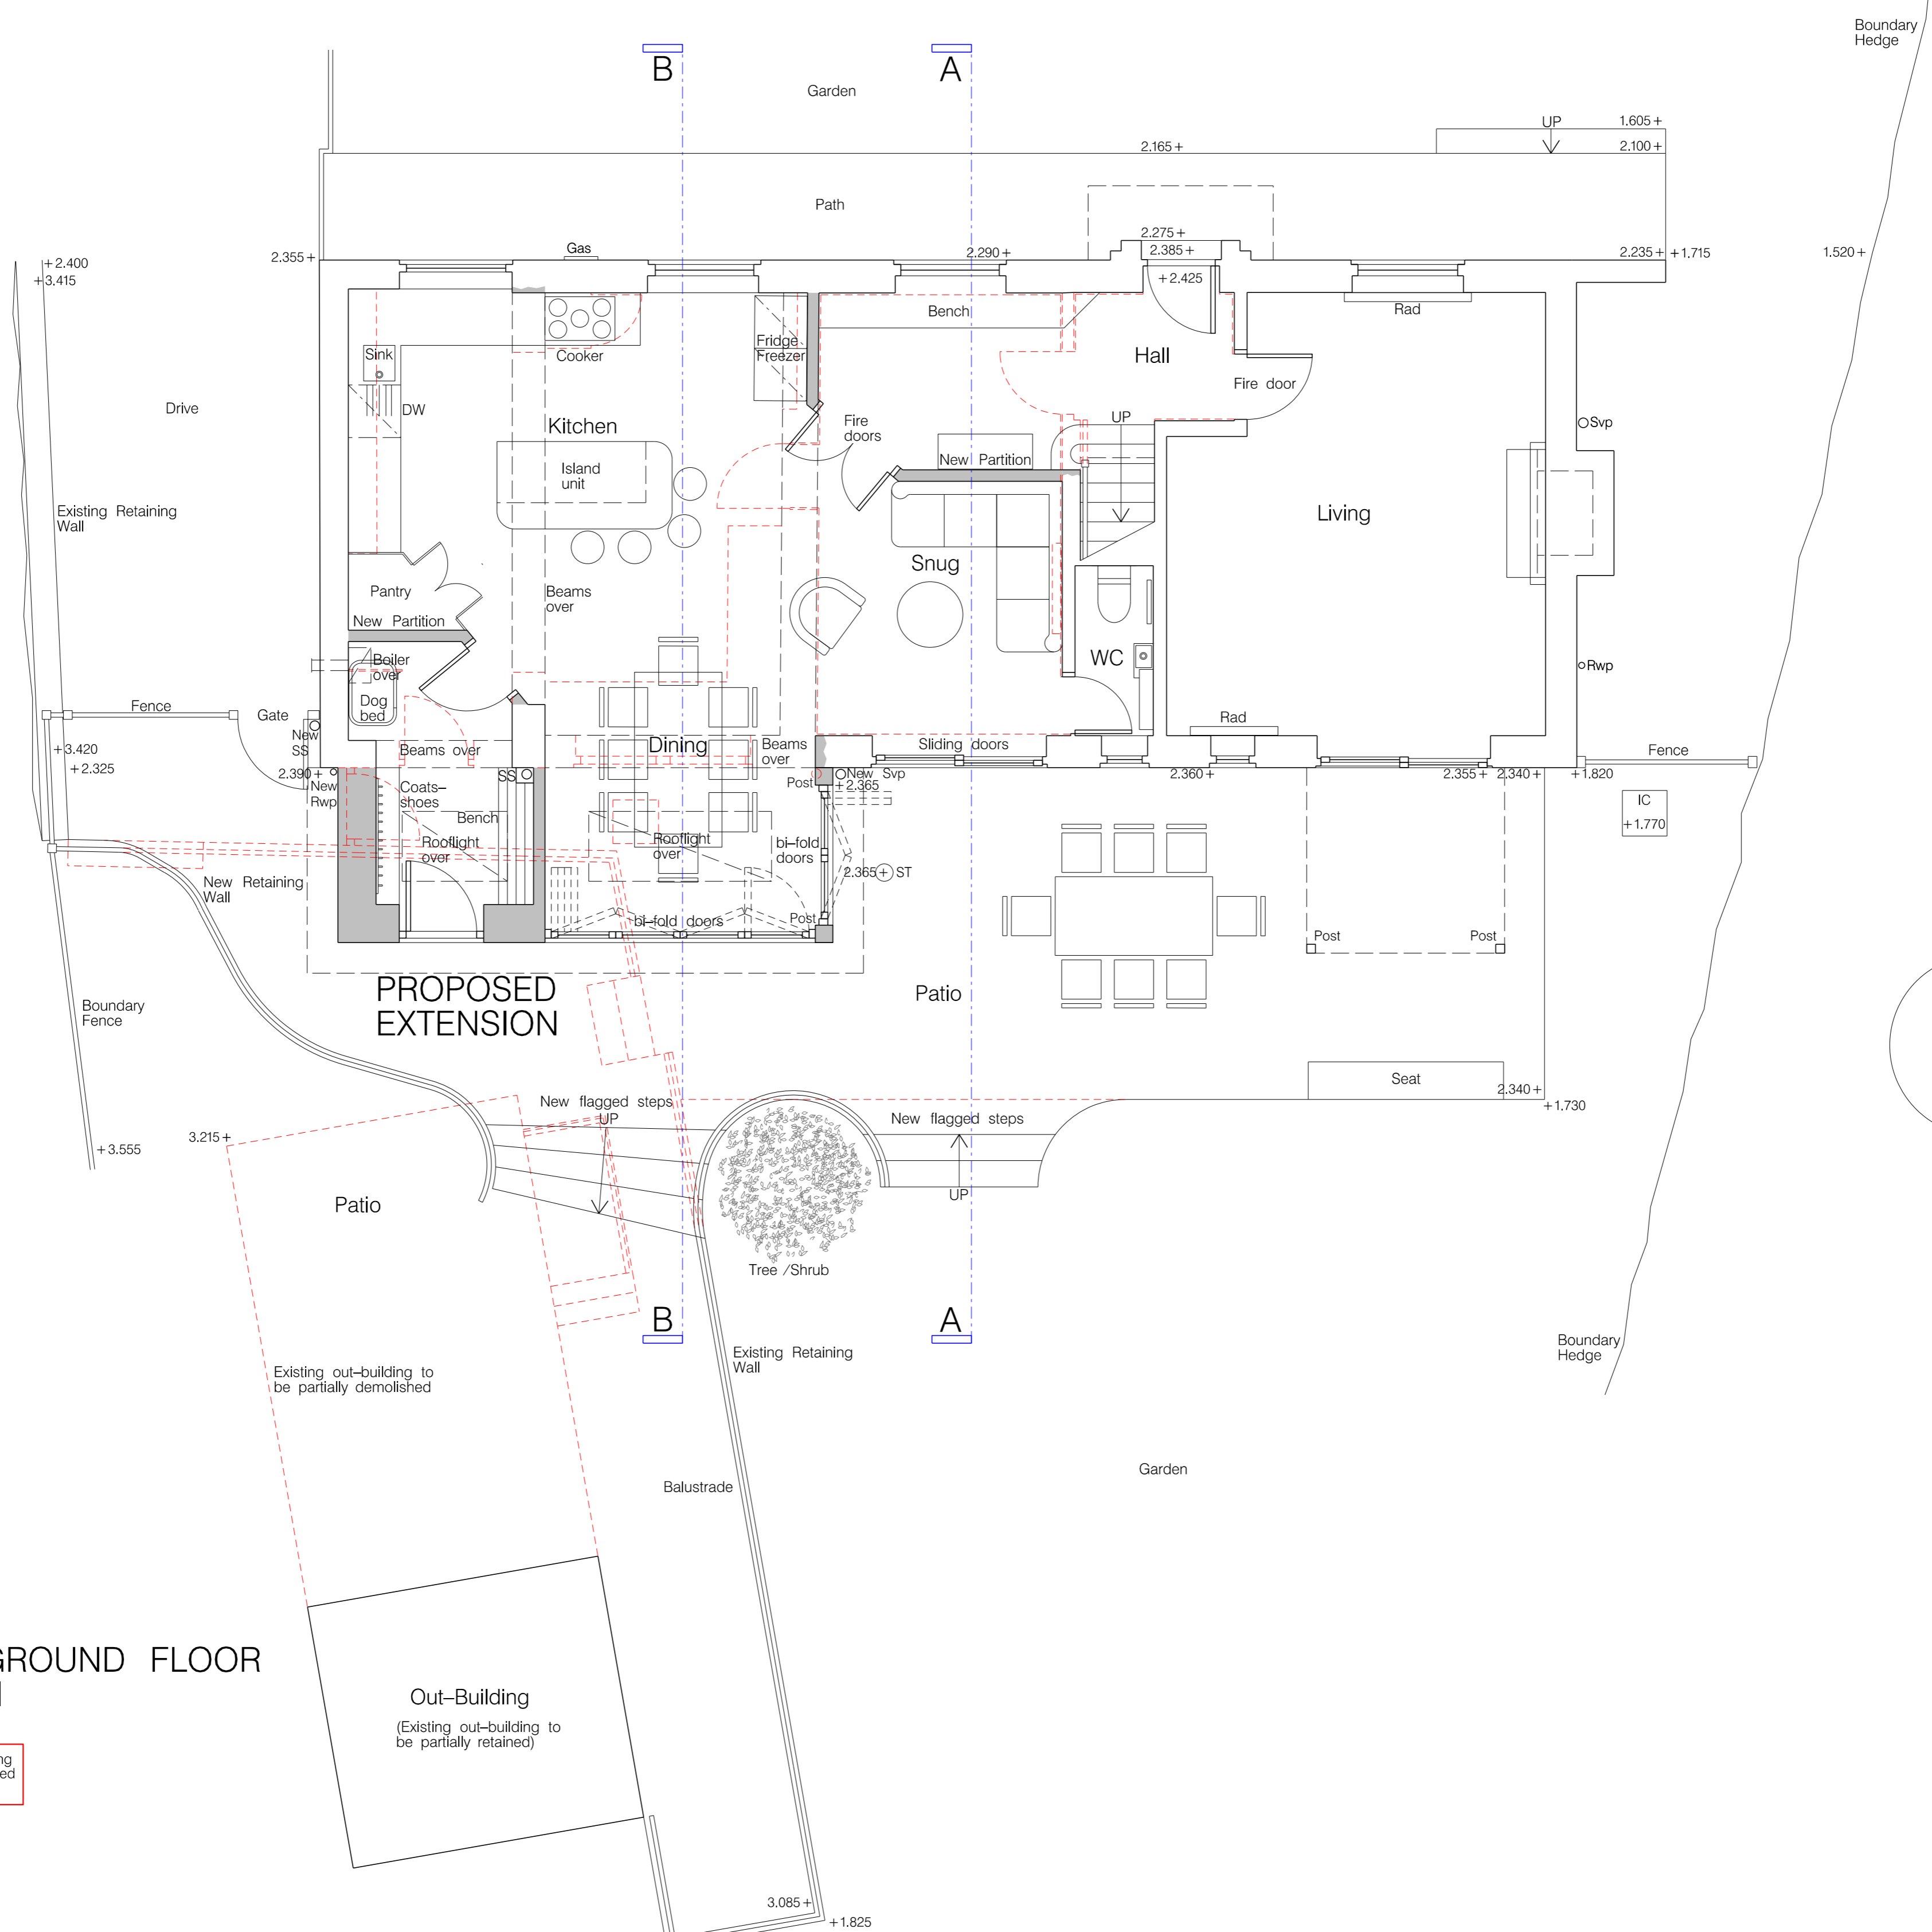 Boundary
Hedge
B
A
Garden
UP
1.605+
2.165+
2.100+
Path
2.275+
2.385+
+2.425
Gas
2.355+
2.290+
2.235+
+1.715
1.520+
+2.400
+3.415
Bench
Rad
Fridge
Freezer
Sink
Cooker
Hall
Fire door
Drive
DW
Kitchen
Fire
doors
UP
Svp
New Partition
Island
unit
Existing Retaining
Wall
Living
Snug
Pantry
Beams
over
New Partition
Boiler
over
WC
Rwp
Dog
bed
Fence
Gate
New
SS
Rad
+3.420
+2.325
Beams over
Dining
Beams
over
Sliding doors
Fence
2.390+
New
Rwp
SS
Post
New Svp
+2.365
2.360+
2.355+
2.340+
+1.820
Coats-
shoes
Bench
IC
+1.770
Rooflight
over
Rooflight
over
bi-fold
doors
2.365+
ST
New Retaining
Wall
bi-fold doors
Post
Post
Post
PROPOSED
EXTENSION
Patio
Boundary
Fence
Seat
2.340+
+1.730
New flagged steps
UP
New flagged steps
UP
3.215+
+3.555
Patio
Tree /Shrub
B
A
Existing Retaining
Wall
Boundary
Hedge
Existing out-building to
be partially demolished
Garden
Balustrade
GROUND FLOOR
Out-Building
(Existing out-building to
be partially retained)
3.085+
+1.825